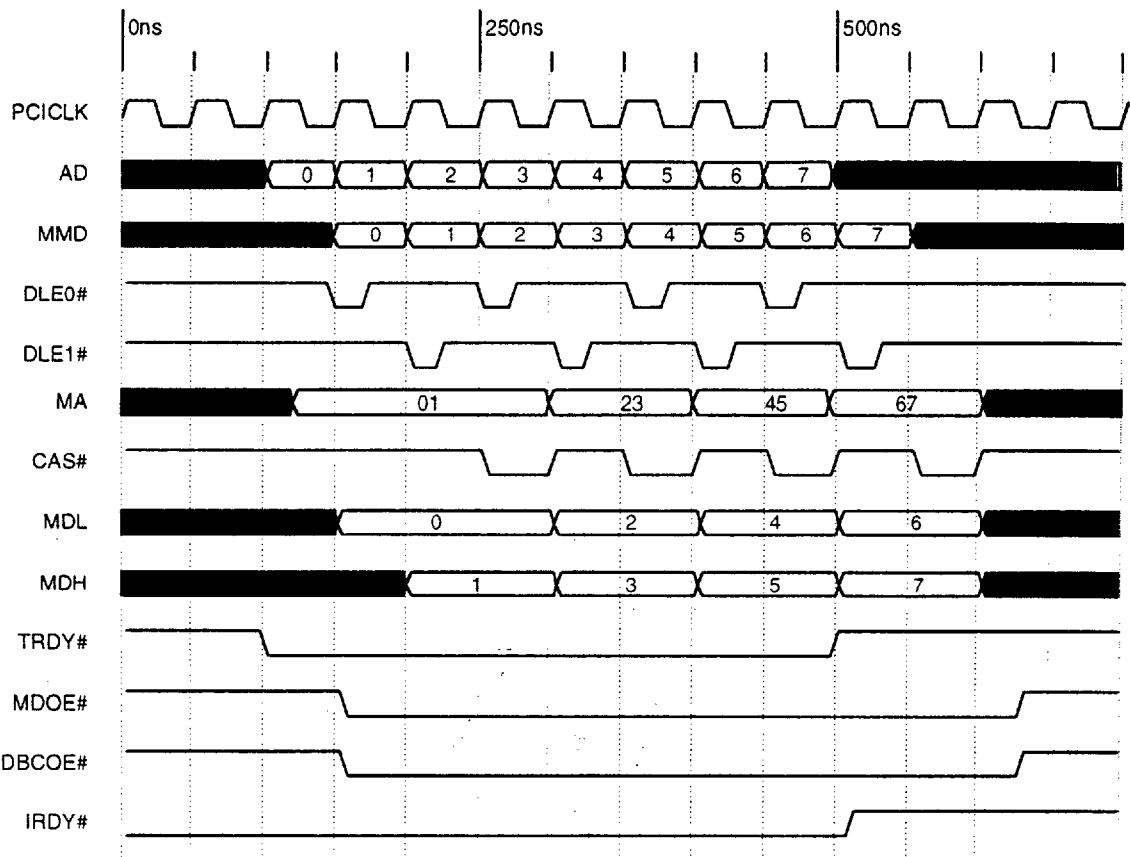 0ns 250ns 500ns
PCICLK
AD 0 1 2 3 4 5 6 7
MMD 0 1 2 3 4 5 6 7
DLE0#
DLE1#
MA 01 23 45 67
CAS#
MDL 0 2 4 6
MDH 1 3 5 7
TRDY#
MDOE#
DBCOE#
IRDY#